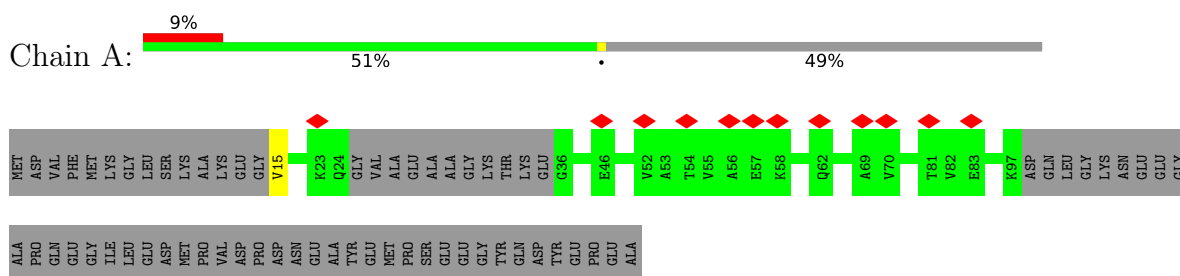 9%
Chain A:
51%
49%
MET ASP VAL PHE MET LYS GLY LEU SER LYS ALA LYS GLU GLY V15 K23 Q24 GLY VAL ALA GLU ALA ALA GLY LYS THR LYS GLU G36 E46 V52 A53 T54 V55 A56 E57 K58 Q62 A69 V70 T81 V82 E83 K97 ASP GLN LEU GLY LYS ASN GLU GLU GLY
ALA PRO GLN GLU GLY ILE LEU GLU ASP MET PRO VAL ASP PRO ASP ASN GLU ALA TYR GLU MET PRO SER GLU GLU GLY TYR GLN ASP TYR GLU PRO GLU ALA